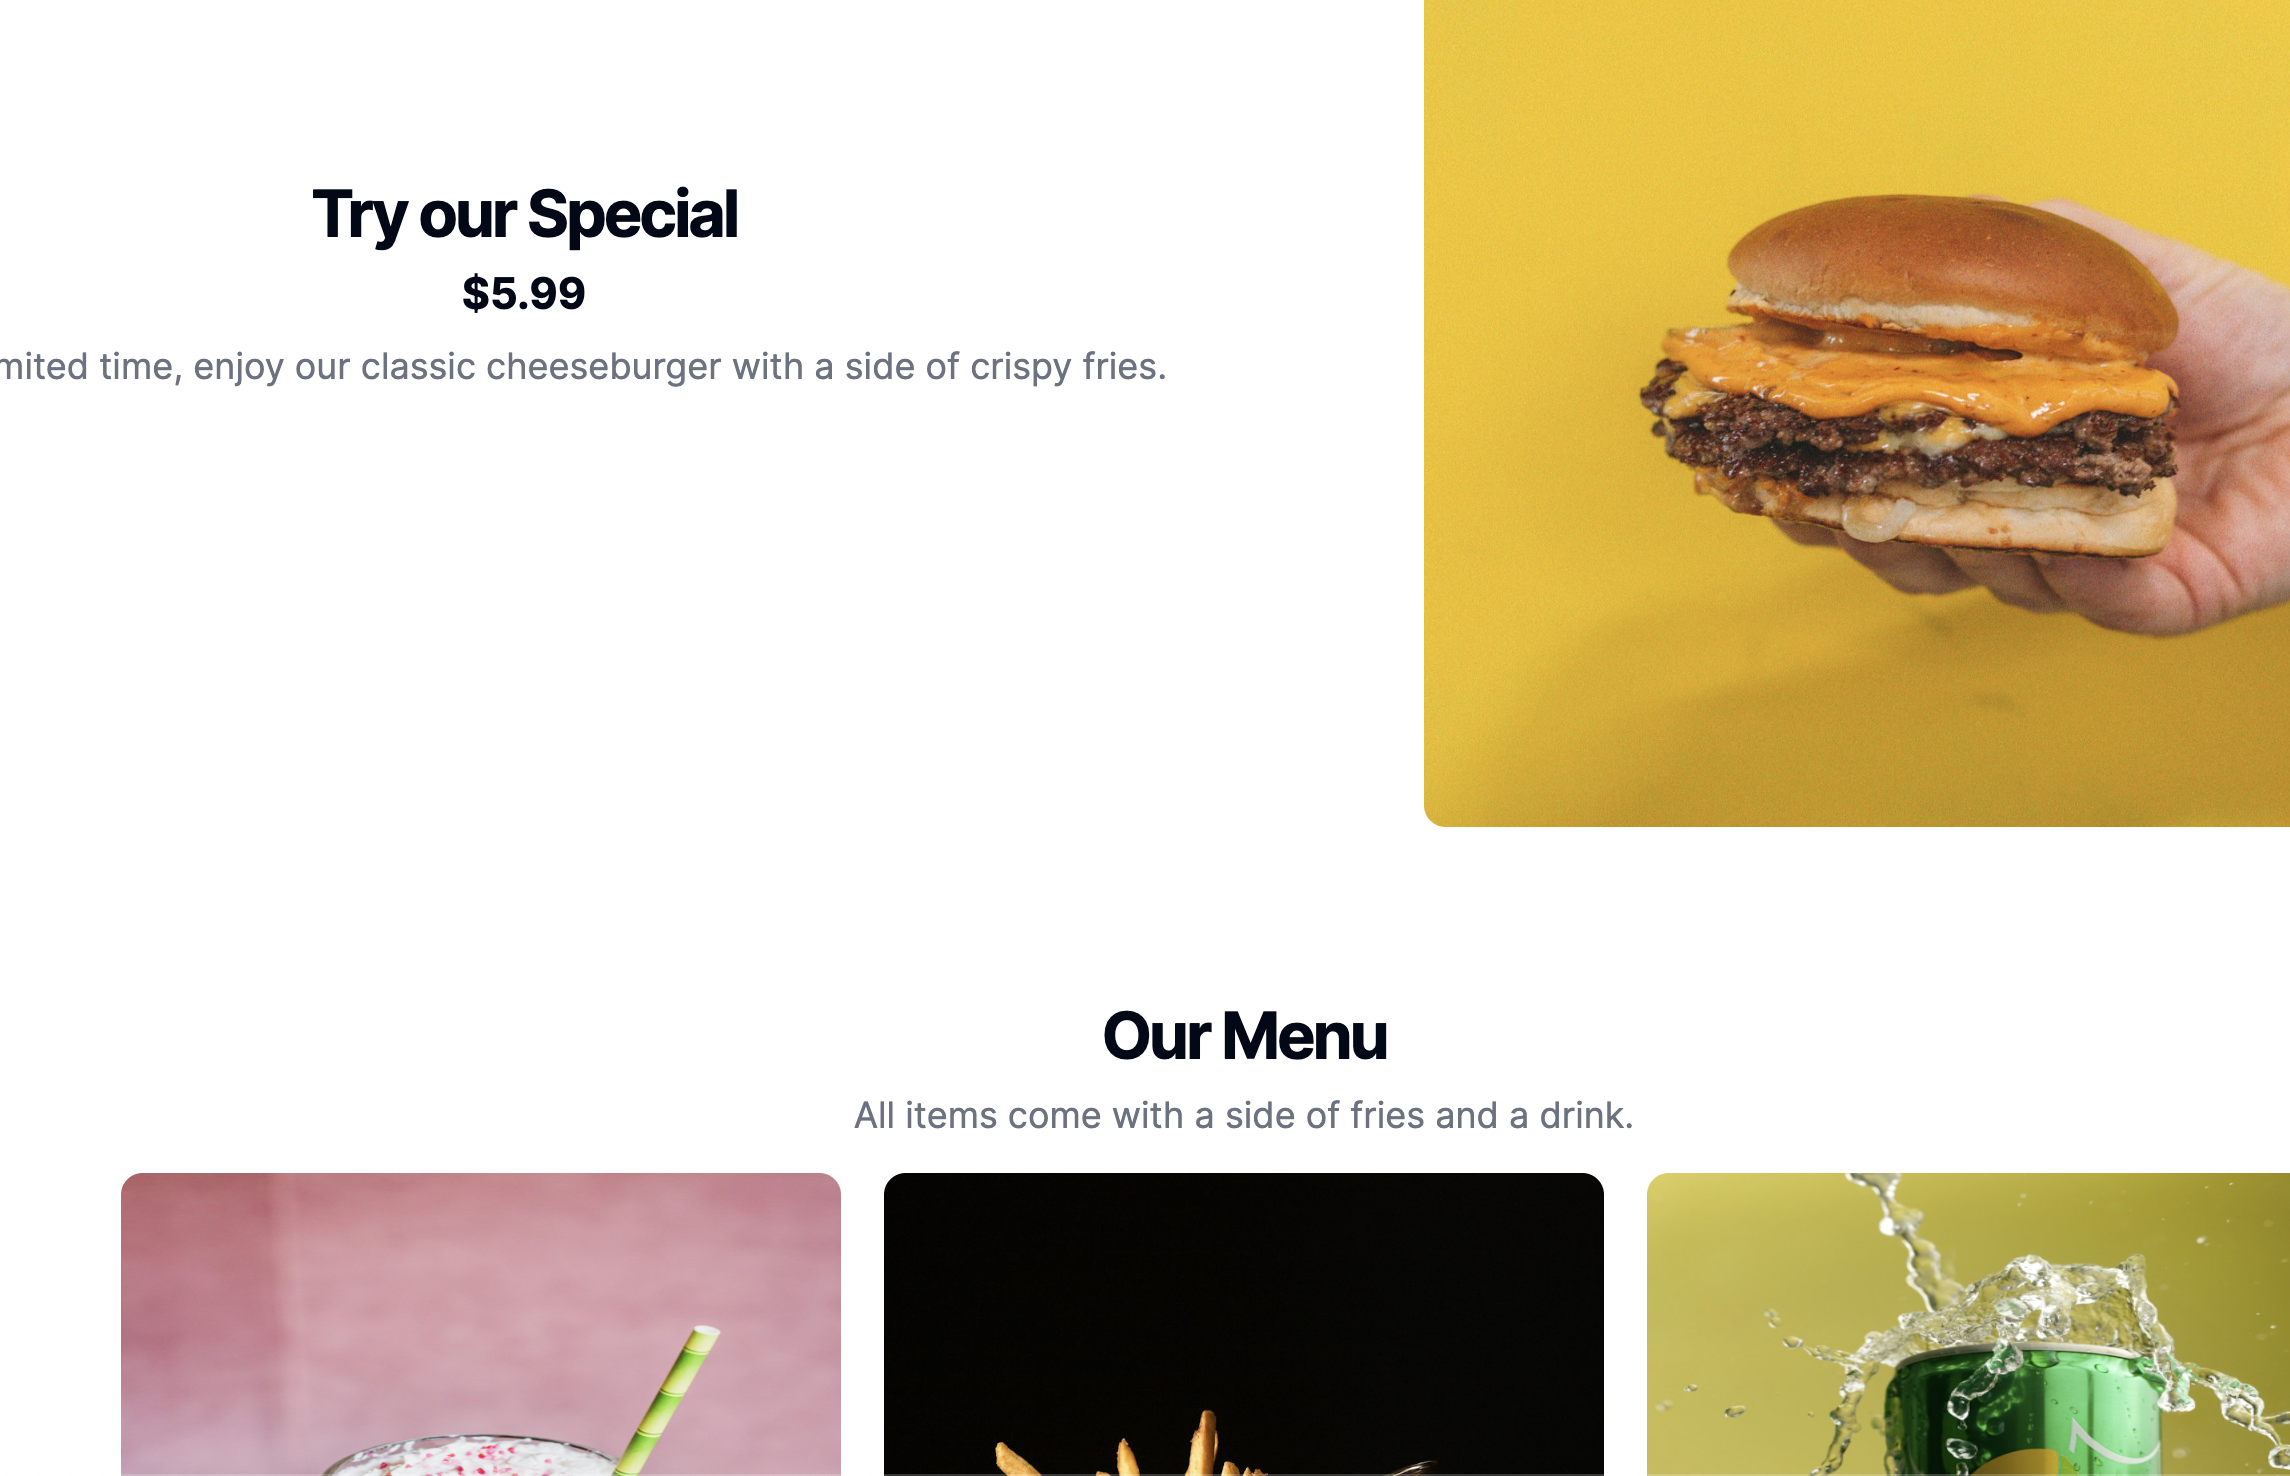 Try our Special
$5.99
time, enjoy our classic cheeseburger with a side of crispy fries.
Our Menu
All items come with a side of fries and a drink.